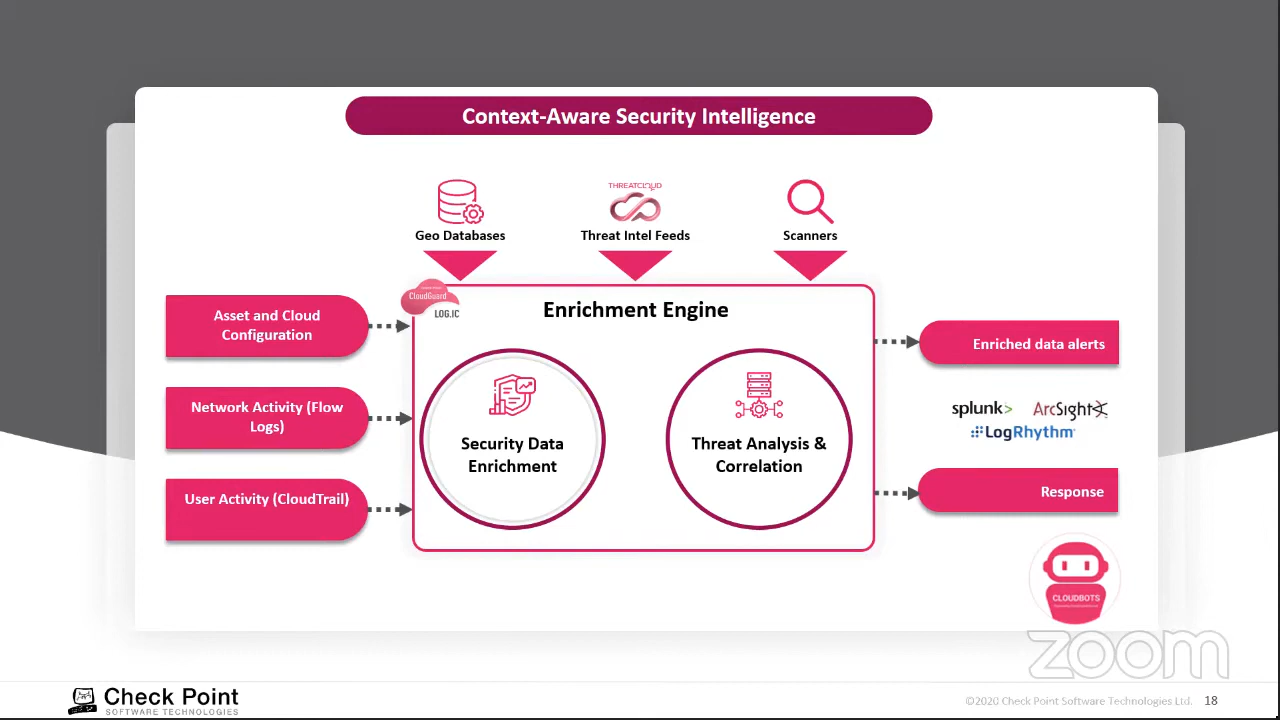 Context-Aware Security Intelligence
THREATCLOUD
Geo Databases
Threat Intel Feeds
Scanners
CloudGuard
LOG.IC
Enrichment Engine
Asset and Cloud
Configuration
Network Activity (Flow
Logs)
User Activity (CloudTrail)
Security Data
Enrichment
Threat Analysis &
Correlation
Enriched data alerts
splunk>
ArcSight
LogRhythm
Response
CLOUDBOTS
zoom
Check Point
SOFTWARE TECHNOLOGIES
©2020 Check Point Software Technologies Ltd.
18